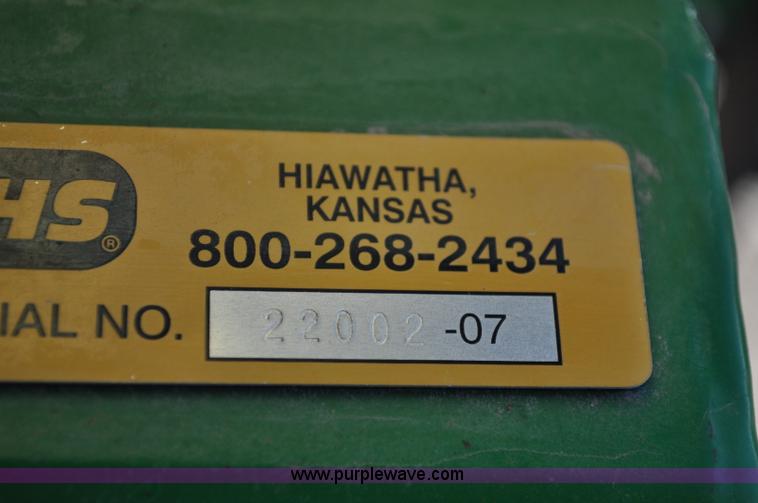 HS®
HIAWATHA,
KANSAS
800-268-2434
IAL NO. 22002-07
www.purplewave.com